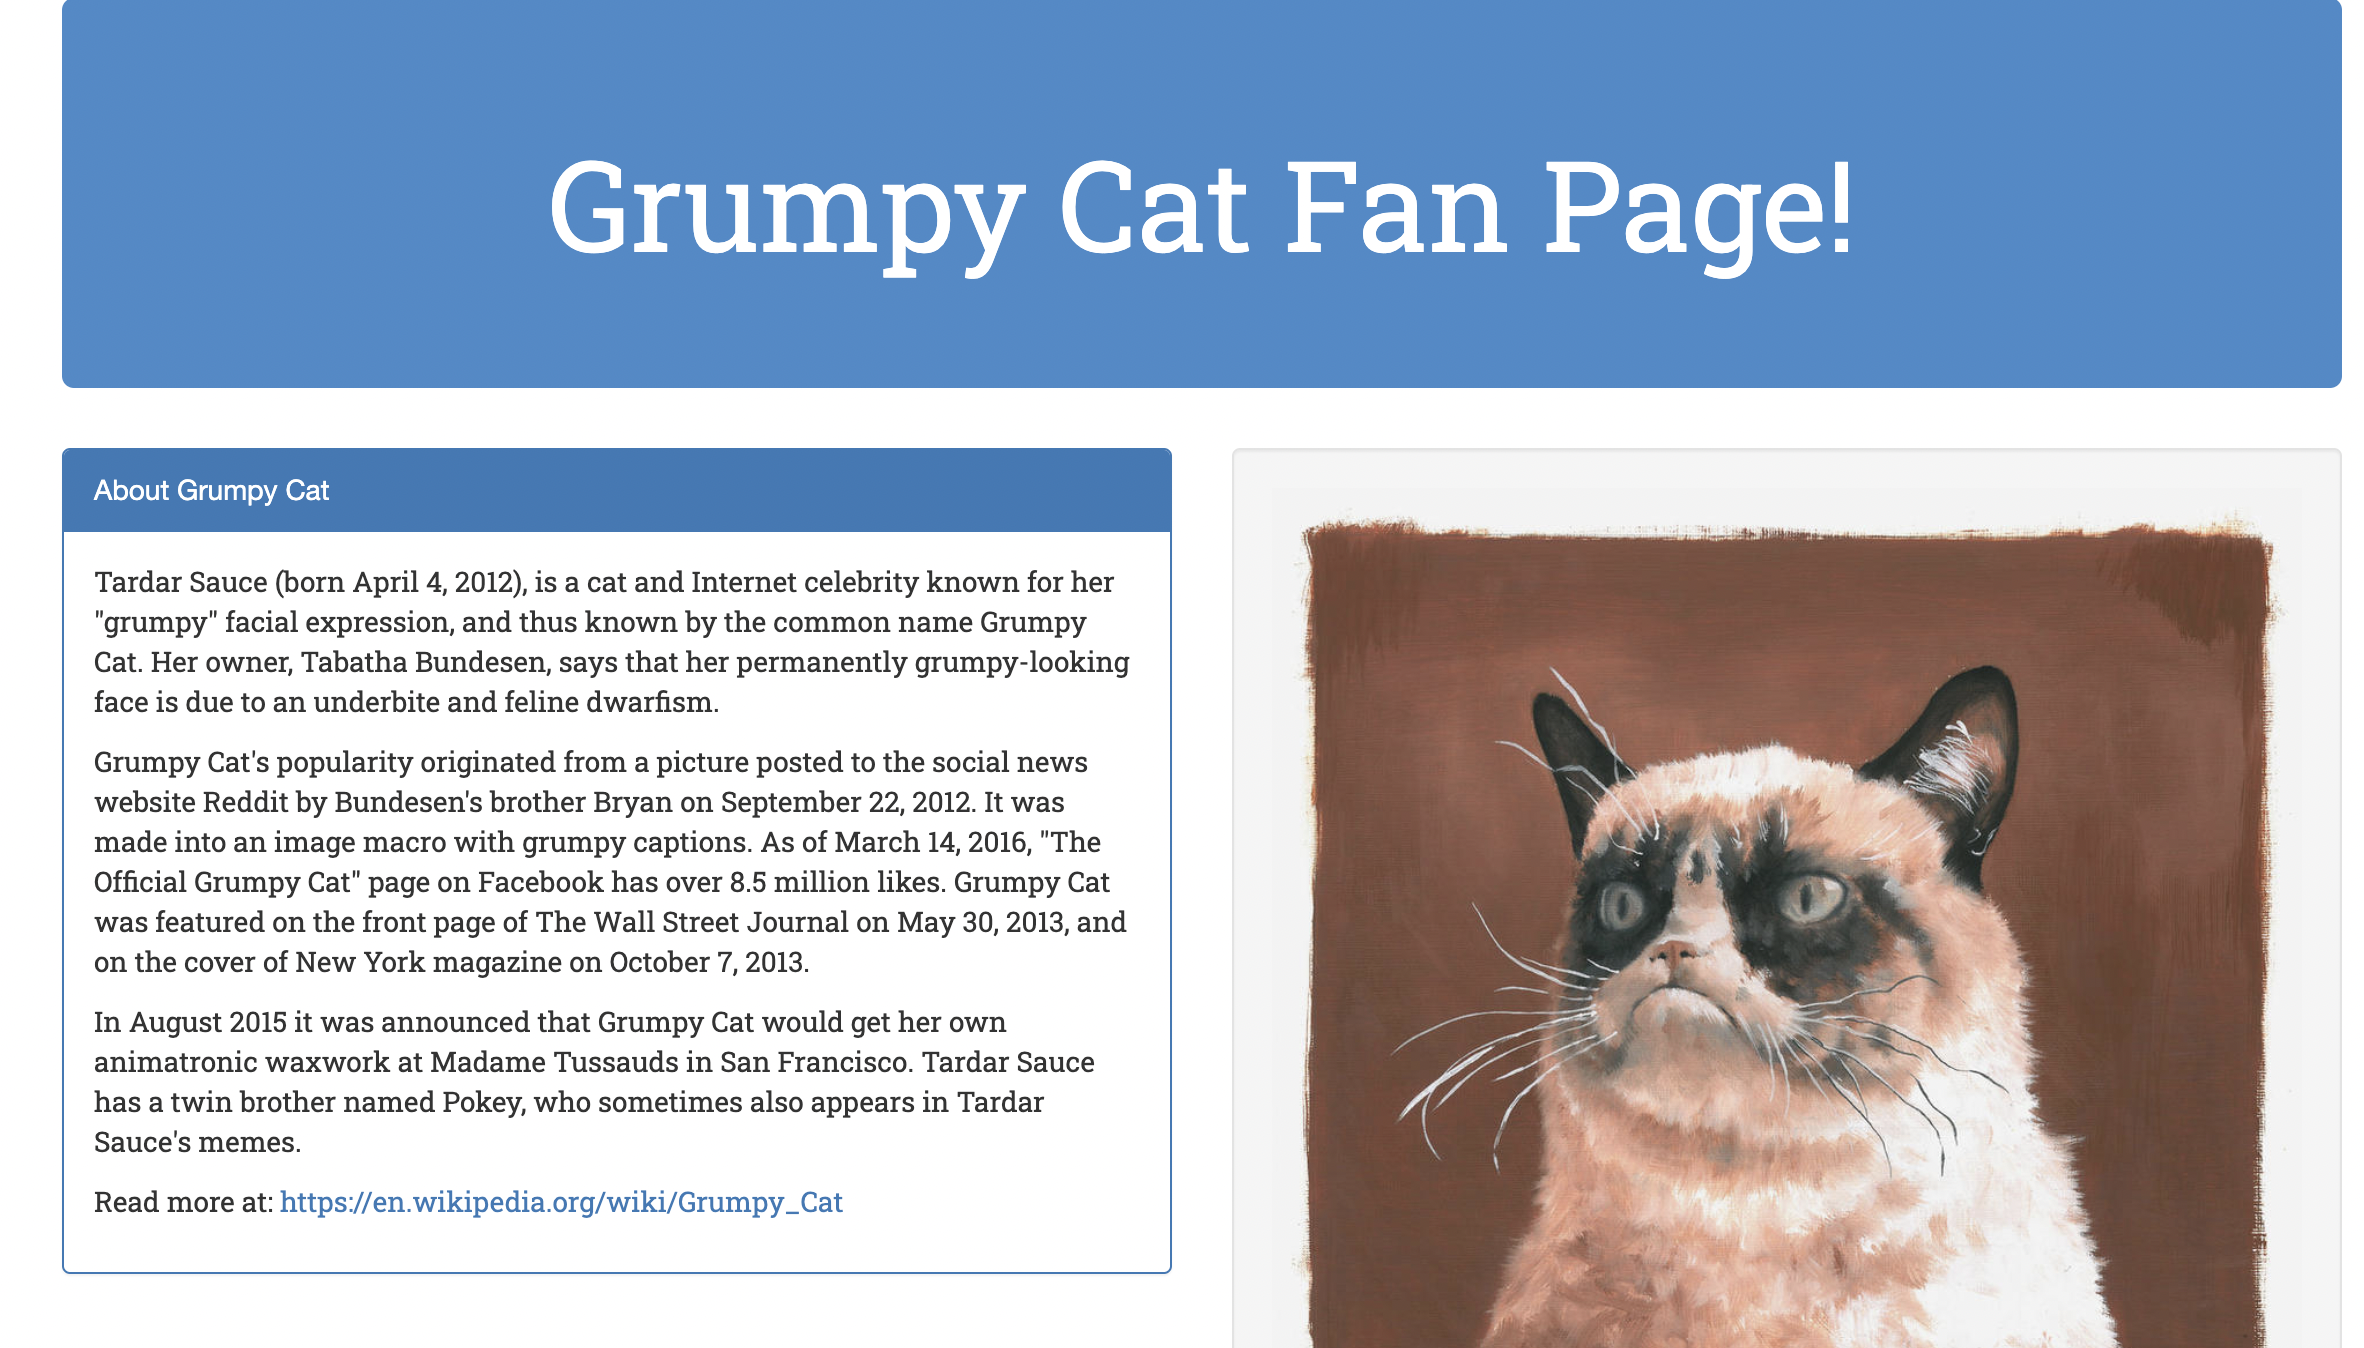 Grumpy Cat Fan Page!
About Grumpy Cat
Tardar Sauce (born April 4, 2012), is a cat and Internet celebrity known for her
"grumpy" facial expression, and thus known by the common name Grumpy
Cat. Her owner, Tabatha Bundesen, says that her permanently grumpy-looking
face is due to an underbite and feline dwarfism.
Grumpy Cat's popularity originated from a picture posted to the social news
website Reddit by Bundesen's brother Bryan on September 22, 2012. It was
made into an image macro with grumpy captions. As of March 14, 2016, "The
Official Grumpy Cat" page on Facebook has over 8.5 million likes. Grumpy Cat
was featured on the front page of The Wall Street Journal on May 30, 2013, and
on the cover of New York magazine on October 7, 2013.
In August 2015 it was announced that Grumpy Cat would get her own
animatronic waxwork at Madame Tussauds in San Francisco. Tardar Sauce
has a twin brother named Pokey, who sometimes also appears in Tardar
Sauce's memes.
Read more at: https://en.wikipedia.org/wiki/Grumpy_Cat